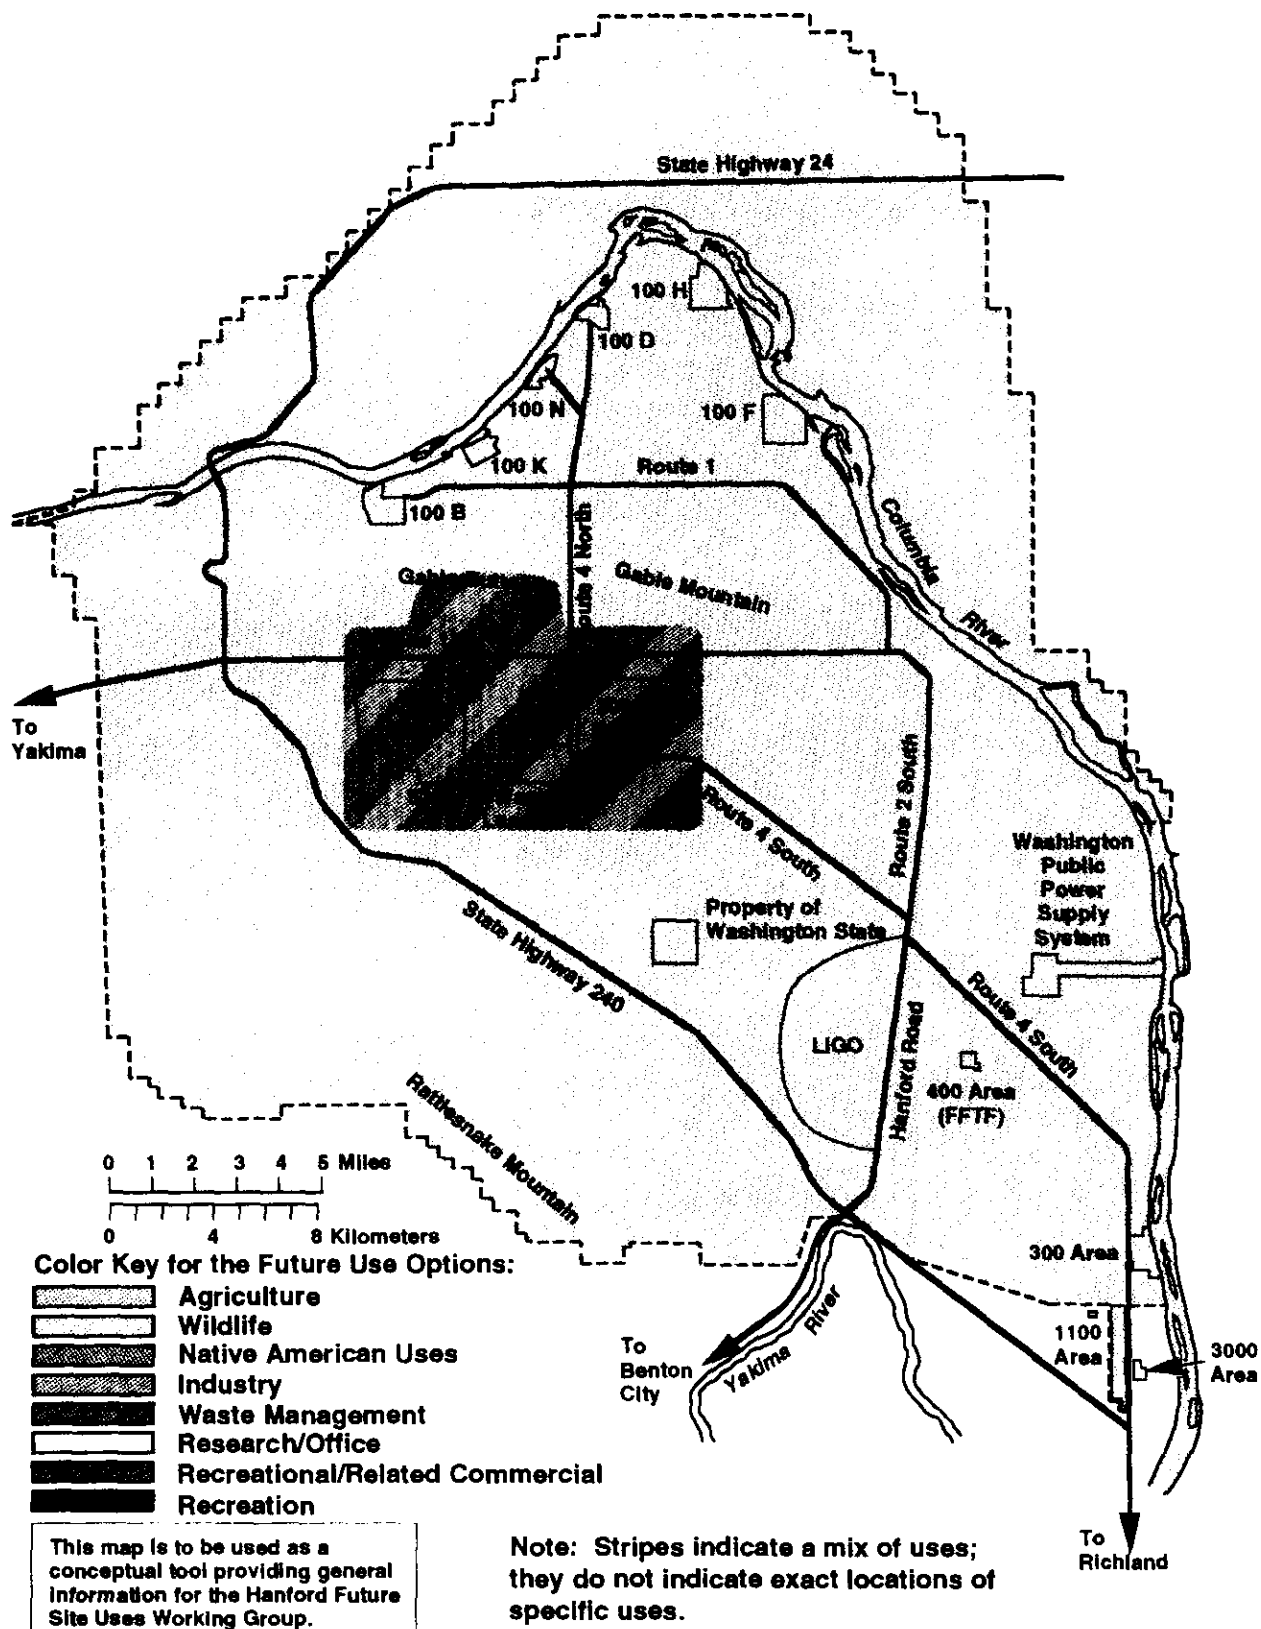 State Highway 24
100 H
100 D
100 N
100 F
100 K
Route 1
100 B
Columbia
River
Route 4 North
Gable Mountain
To
Yakima
Route 2 South
Route 4 South
Washington
Public
Power
Supply
System
Property of
Washington State
State Highway 240
Route 4 South
LIGO
Hanford Road
400 Area
(FFTF)
Rattlesnake Mountain
0 1 2 3 4 5 Miles
0 4 8 Kilometers
300 Area
Color Key for the Future Use Options:
Agriculture
Wildlife
Native American Uses
Industry
Waste Management
Research/Office
Recreational/Related Commercial
Recreation
To
Benton
City
Yakima
River
1100
Area
3000
Area
To
Richland
This map is to be used as a
conceptual tool providing general
information for the Hanford Future
Site Uses Working Group.
Note: Stripes indicate a mix of uses;
they do not indicate exact locations of
specific uses.